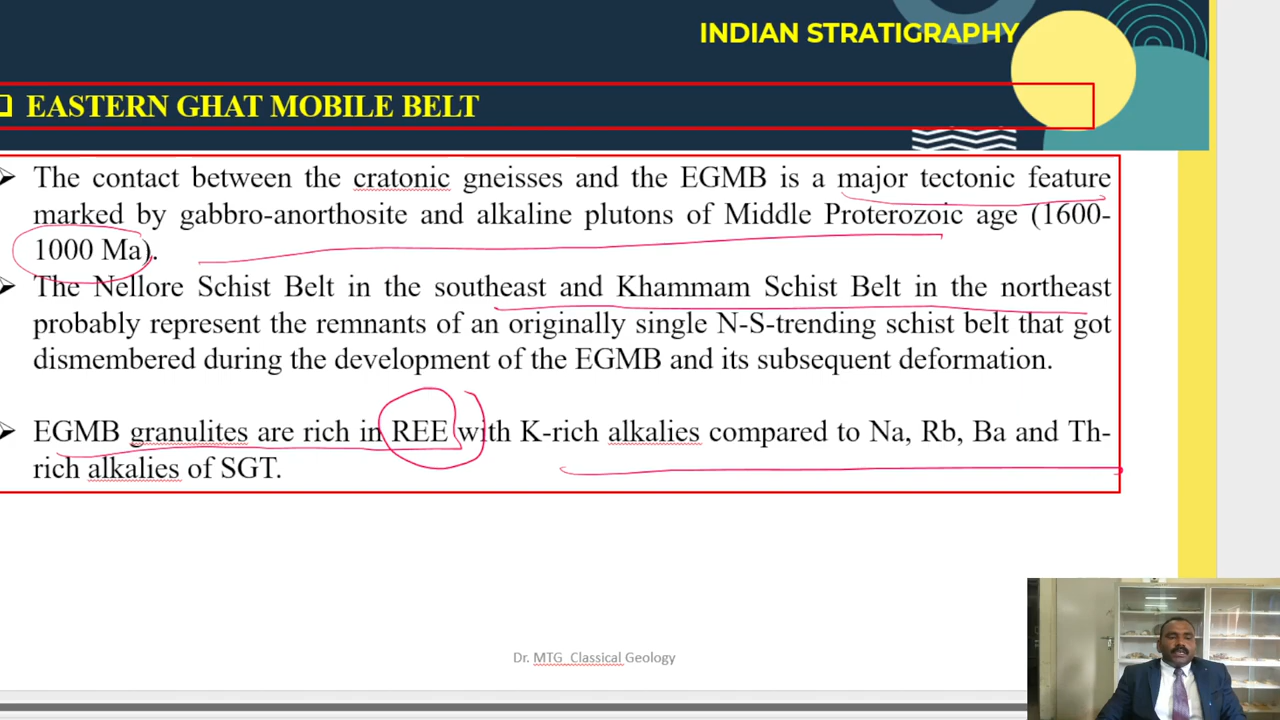 INDIAN STRATIGRAPHY
EASTERN GHAT MOBILE BELT
The contact between the cratonic gneisses and the EGMB is a major tectonic feature
marked by gabbro-anorthosite and alkaline plutons of Middle Proterozoic age (1600-
1000 Ma).
The Nellore Schist Belt in the southeast and Khammam Schist Belt in the northeast
probably represent the remnants of an originally single N-S-trending schist belt that got
dismembered during the development of the EGMB and its subsequent deformation.
EGMB granulites are rich in REE with K-rich alkalies compared to Na, Rb, Ba and Th-
rich alkalies of SGT.
Dr. MTG Classical Geology